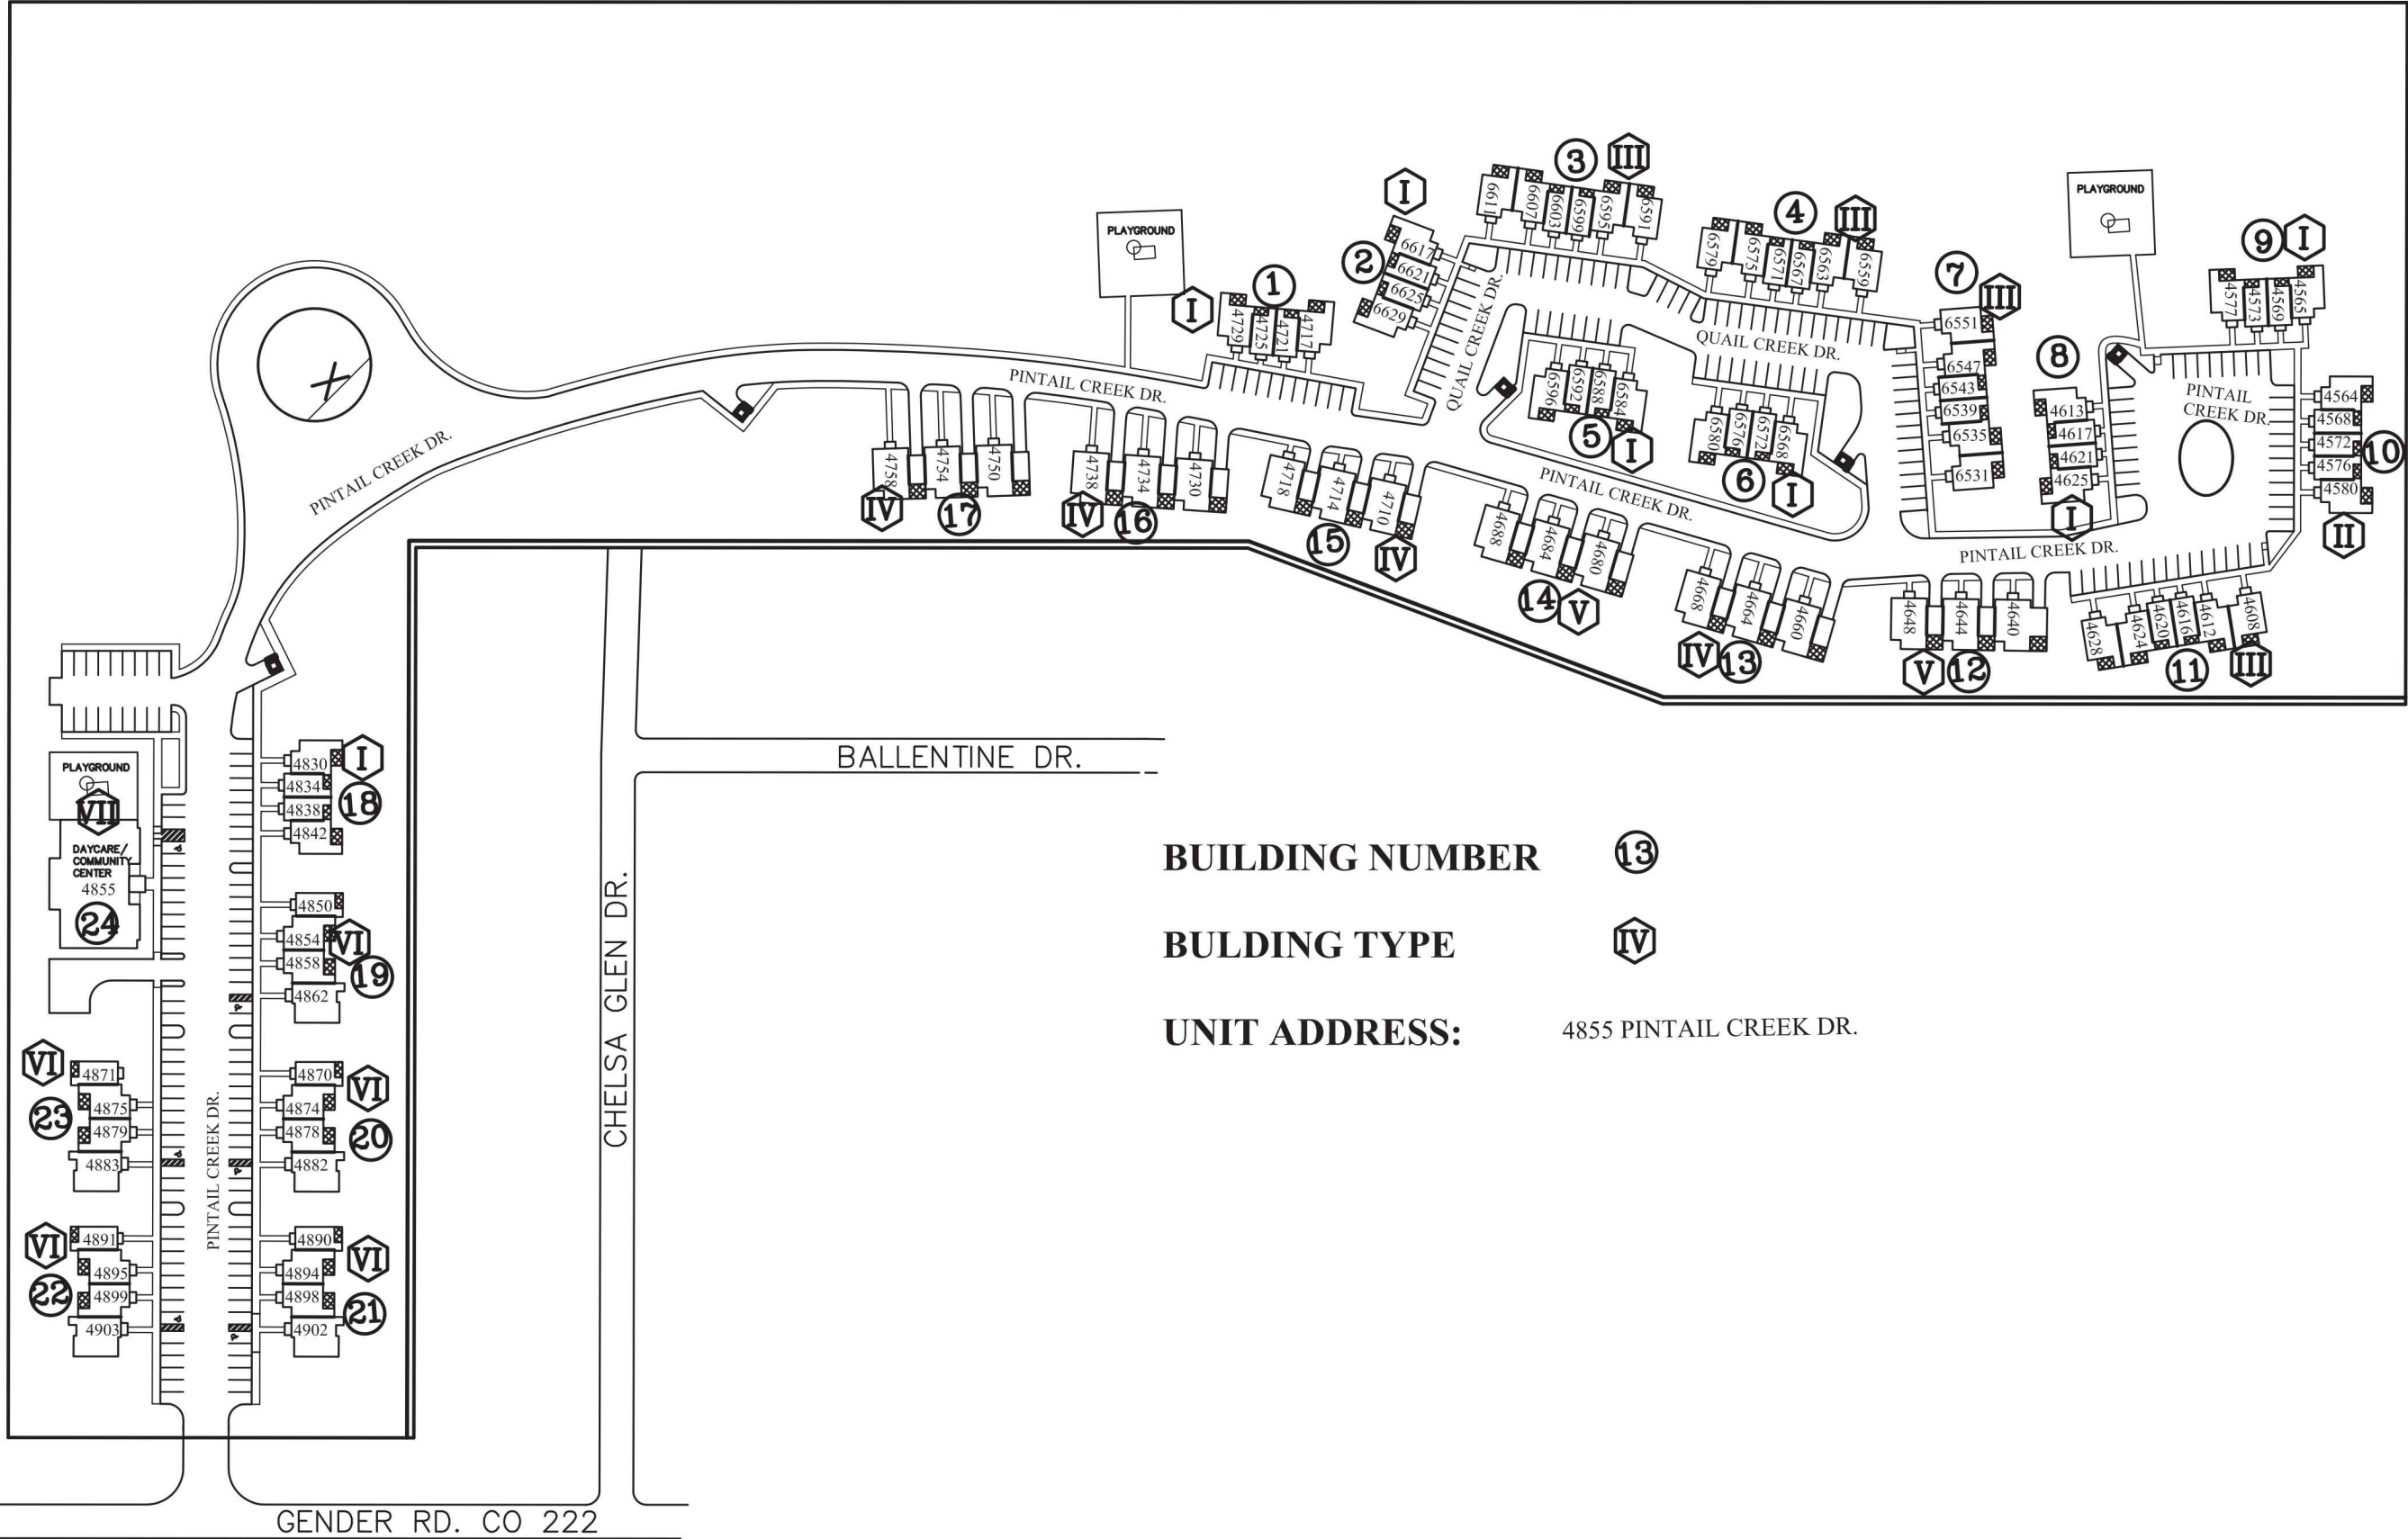 PLAYGROUND
I
1
4729
4725
4721
4717
I
2
6617
6621
6625
6629
3
III
6611
6607
6603
6599
6595
6591
4
III
6579
6575
6571
6567
6563
6559
7
III
6551
6547
6543
6539
6535
6531
PLAYGROUND
9
I
4577
4573
4569
4565
8
4613
4617
4621
4625
I
PINTAIL
CREEK DR.
4564
4568
4572
4576
4580
10
II
QUAIL CREEK DR.
QUAIL CREEK DR.
6596
6592
6588
6584
5
I
6580
6576
6572
6568
6
I
PINTAIL CREEK DR.
PINTAIL CREEK DR.
PINTAIL CREEK DR.
PINTAIL CREEK DR.
4758
4754
4750
IV
17
4738
4734
4730
IV
16
4718
4714
4710
15
IV
4688
4684
4680
14
V
4668
4664
4660
IV
13
4648
4644
4640
V
12
4628
4624
4620
4616
4612
4608
11
III
PLAYGROUND
VII
DAYCARE/
COMMUNITY
CENTER
4855
24
4830
4834
4838
4842
I
18
4850
4854
4858
4862
VI
19
VI
4871
4875
4879
4883
23
4870
4874
4878
4882
VI
20
VI
4891
4895
4899
4903
22
4890
4894
4898
4902
VI
21
PINTAIL CREEK DR.
CHELSA GLEN DR.
BALLENTINE DR.
GENDER RD. CO 222
BUILDING NUMBER 13
BULDING TYPE IV
UNIT ADDRESS: 4855 PINTAIL CREEK DR.